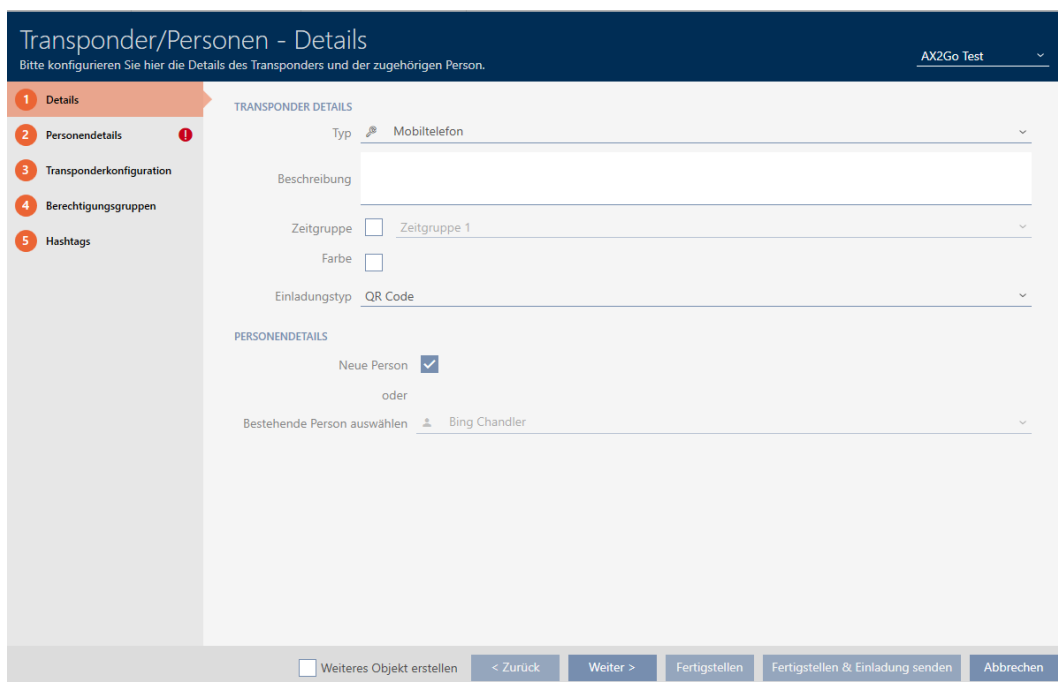 Transponder/Personen - Details
Bitte konfigurieren Sie hier die Details des Transponders und der zugehörigen Person.
AX2Go Test
1 Details
2 Personendetails !
3 Transponderkonfiguration
4 Berechtigungsgruppen
5 Hashtags
TRANSPONDER DETAILS
Typ Mobiltelefon
Beschreibung
Zeitgruppe Zeitgruppe 1
Farbe
Einladungstyp QR Code
PERSONENDETAILS
Neue Person
oder
Bestehende Person auswählen Bing Chandler
Weiteres Objekt erstellen < Zurück Weiter > Fertigstellen Fertigstellen & Einladung senden Abbrechen